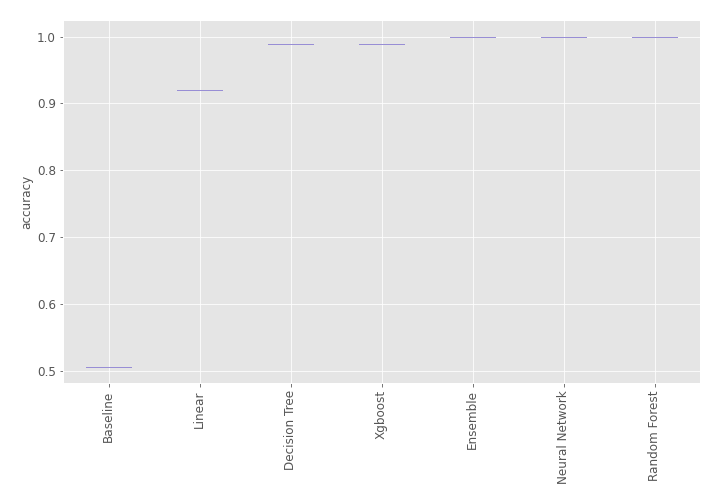 1.0
0.9
0.8
0.7
0.6
0.5
accuracy
Baseline
Linear
Decision Tree
Xgboost
Ensemble
Neural Network
Random Forest